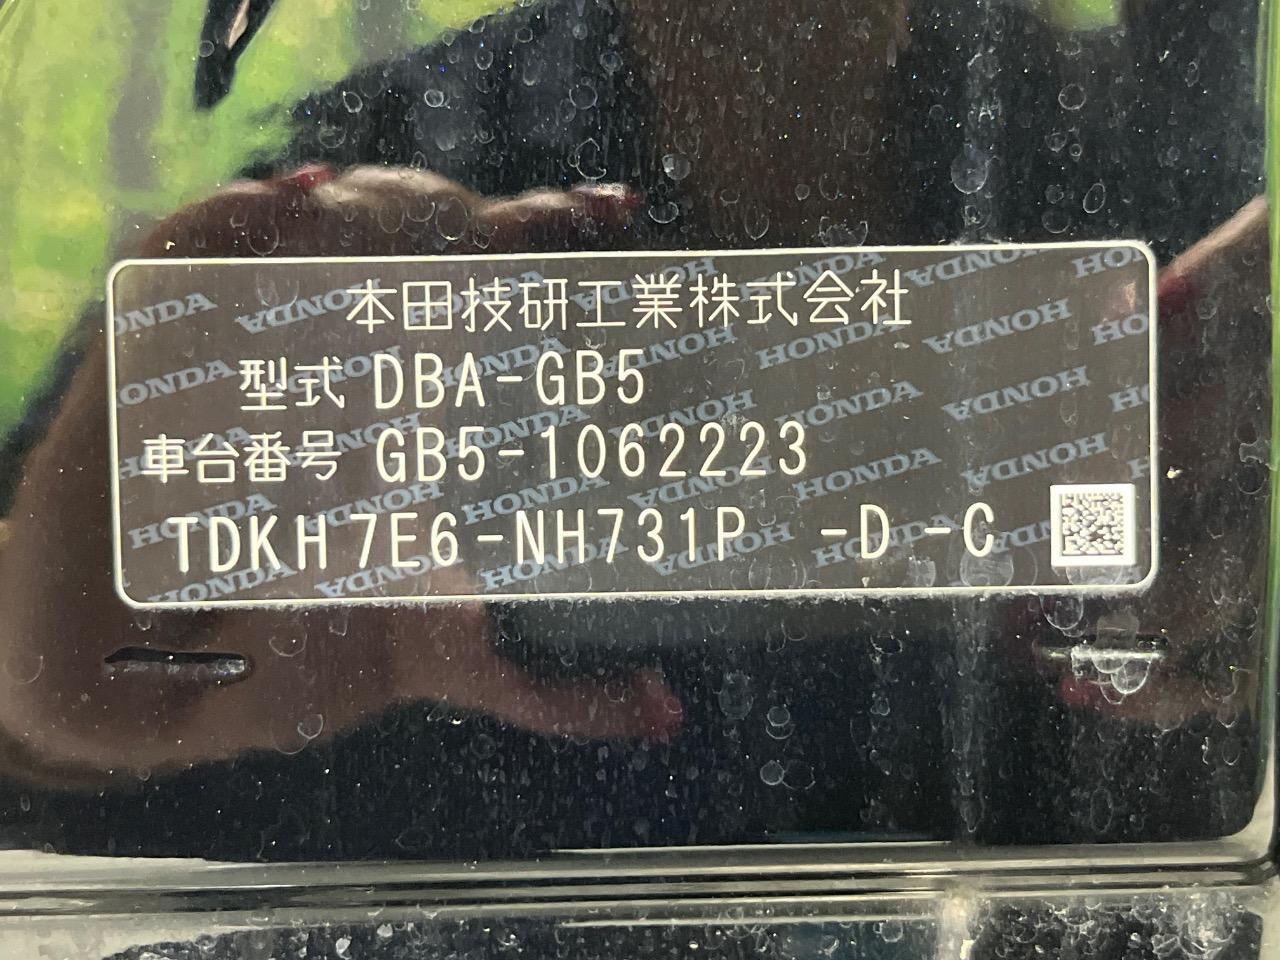 本田技研工業株式会社
型式 DBA-GB5
車台番号 GB5-1062223
TDKH7E6-NH731P -D-C